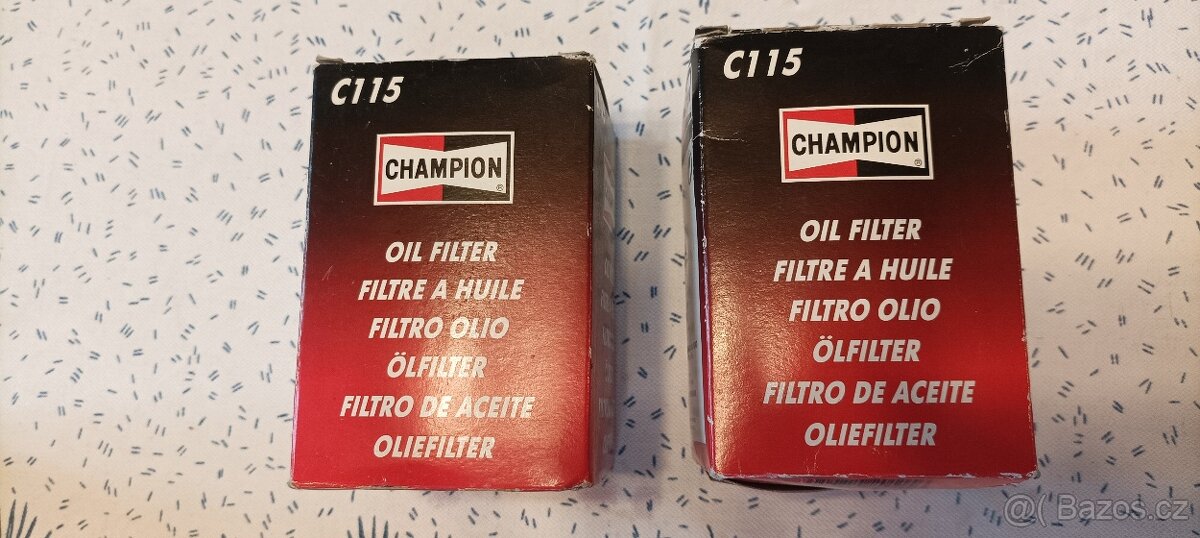 C115
CHAMPION
®
OIL FILTER
FILTRE A HUILE
FILTRO OLIO
ÖLFILTER
FILTRO DE ACEITE
OLIEFILTER
C115
CHAMPION
®
OIL FILTER
FILTRE A HUILE
FILTRO OLIO
ÖLFILTER
FILTRO DE ACEITE
OLIEFILTER
@( Bazos.cz